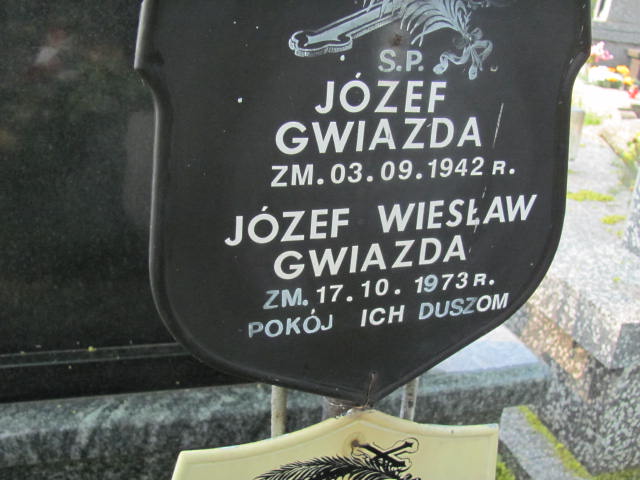 S.P.
JÓZEF
GWIAZDA
ZM. 03.09.1942 R.
JÓZEF WIESŁAW
GWIAZDA
ZM. 17.10.1973 R.
POKÓJ ICH DUSZOM